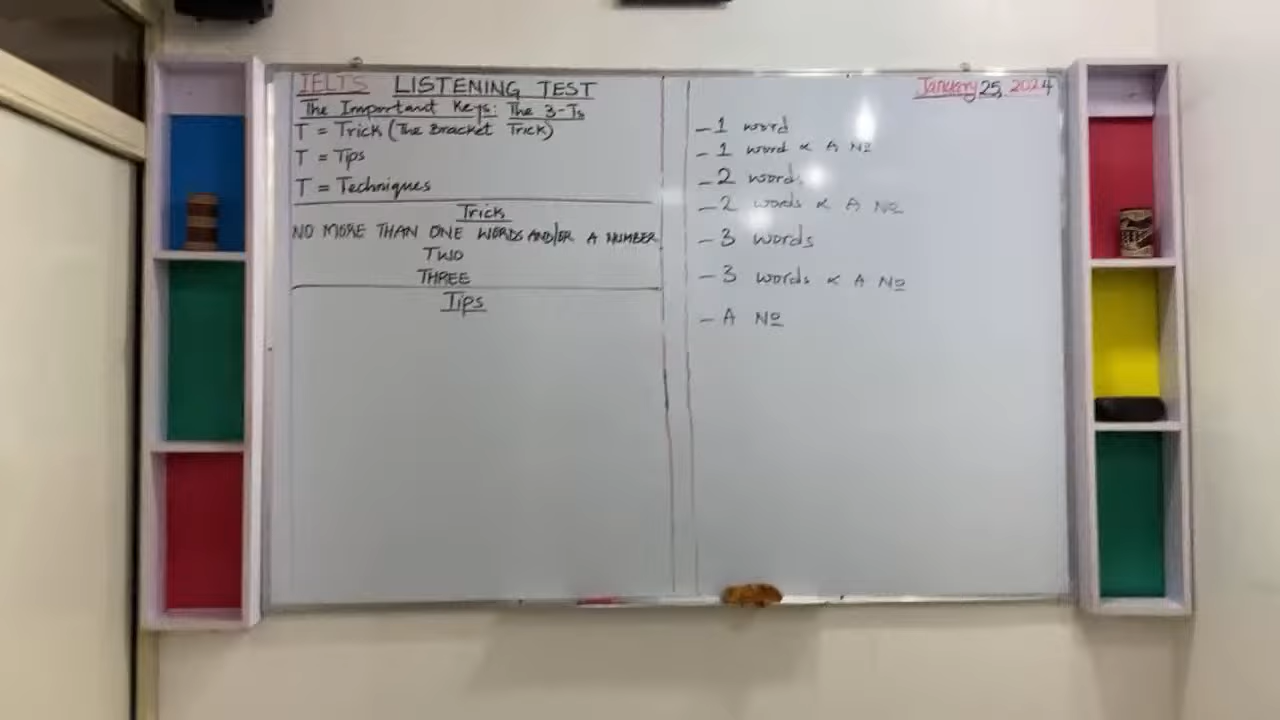 IELTS LISTENING TEST
The Important Keys: The 3-Ts
T = Trick (The Bracket Trick)
T = Tips
T = Techniques
Trick
NO MORE THAN ONE WORDS AND/OR A NUMBER
TWO
THREE
Tips
January 25, 2024
- 1 word
- 1 word & A No
- 2 words
- 2 words & A No
- 3 words
- 3 words & A No
- A No